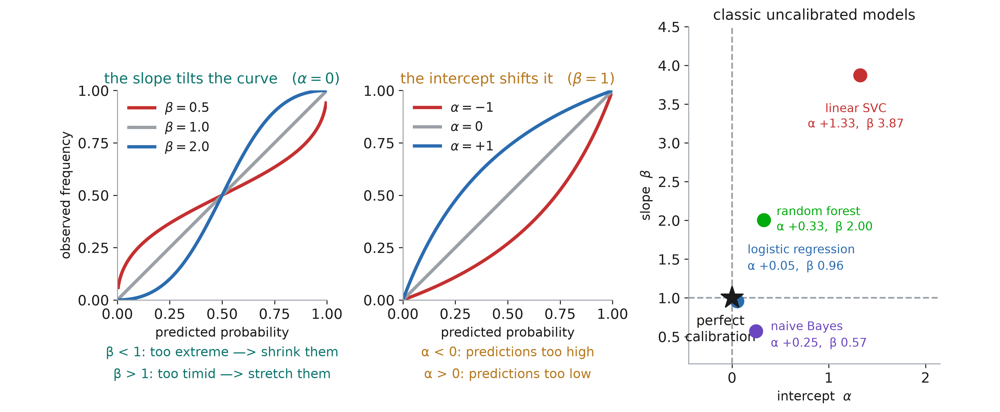 the slope tilts the curve (α = 0)
1.00
0.75
0.50
0.25
0.00
observed frequency
β = 0.5
β = 1.0
β = 2.0
0.00 0.25 0.50 0.75 1.00
predicted probability
β < 1: too extreme —> shrink them
β > 1: too timid —> stretch them
the intercept shifts it (β = 1)
1.00
0.75
0.50
0.25
0.00
α = −1
α = 0
α = +1
0.00 0.25 0.50 0.75 1.00
predicted probability
α < 0: predictions too high
α > 0: predictions too low
classic uncalibrated models
4.5
4.0
3.5
3.0
2.5
2.0
1.5
1.0
0.5
slope β
linear SVC
α +1.33, β 3.87
random forest
α +0.33, β 2.00
logistic regression
α +0.05, β 0.96
perfect
calibration
naive Bayes
α +0.25, β 0.57
0 1 2
intercept α